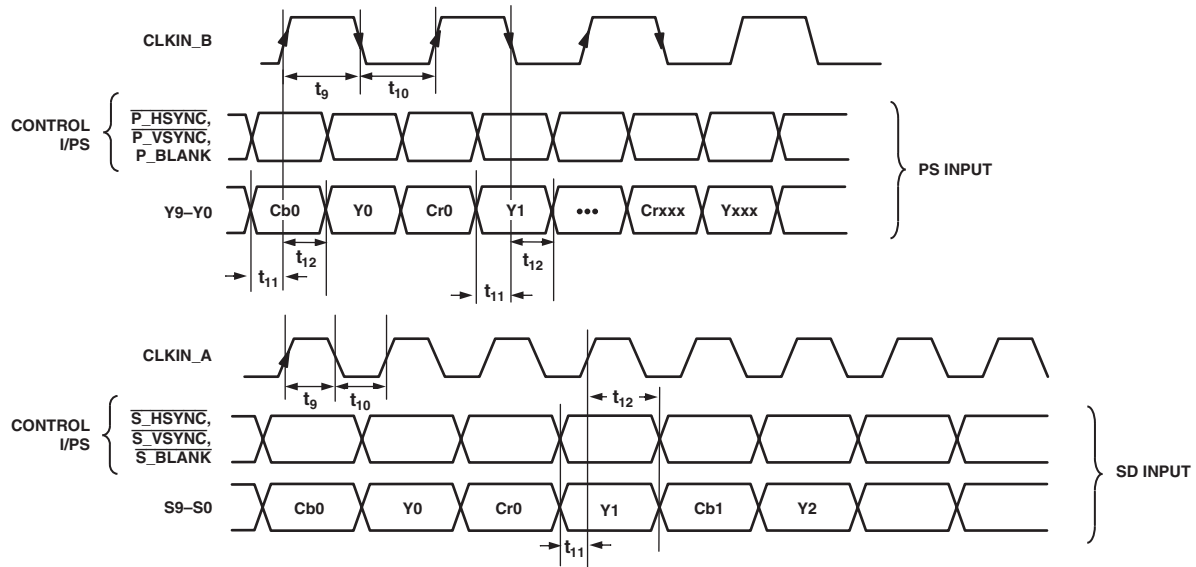 CLKIN_B
t9 t10
CONTROL I/PS
P_HSYNC,
P_VSYNC,
P_BLANK
PS INPUT
Y9–Y0 Cb0 Y0 Cr0 Y1 ••• Crxxx Yxxx
t12 t12
t11 t11
CLKIN_A
t9 t10 t12
CONTROL I/PS
S_HSYNC,
S_VSYNC,
S_BLANK
SD INPUT
S9–S0 Cb0 Y0 Cr0 Y1 Cb1 Y2
t11